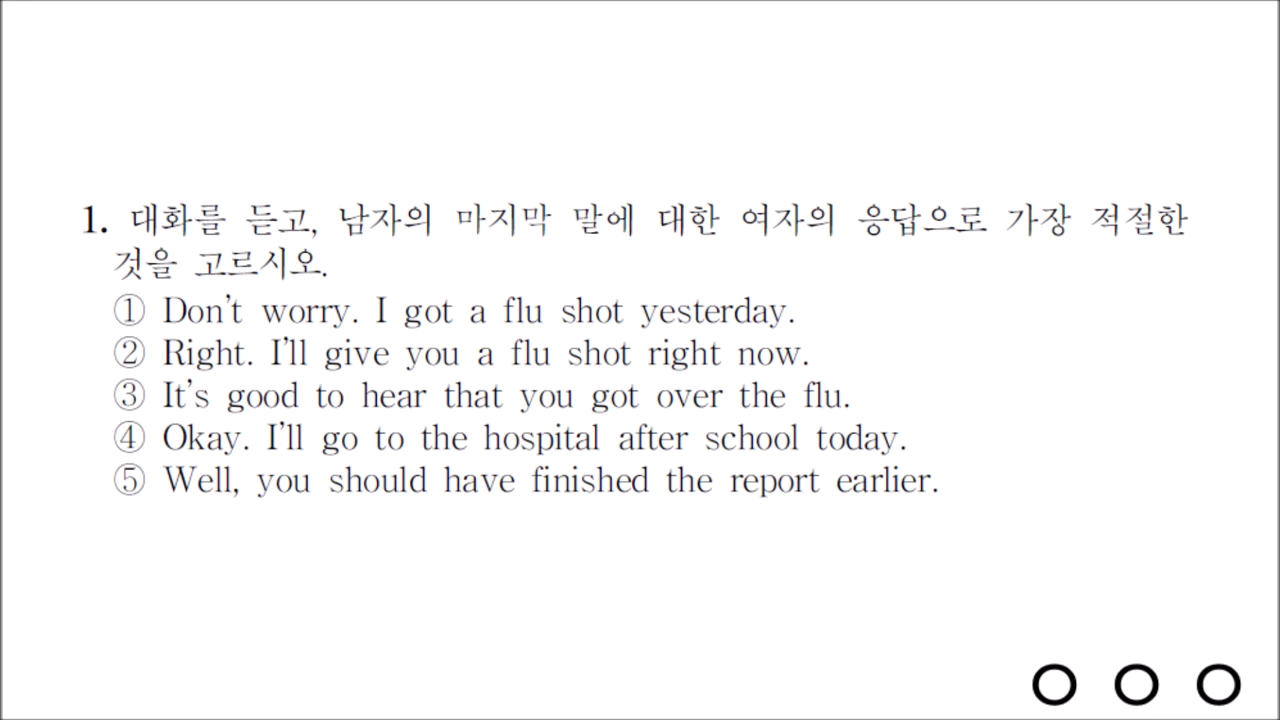 1. 대화를 듣고, 남자의 마지막 말에 대한 여자의 응답으로 가장 적절한
것을 고르시오.
① Don't worry. I got a flu shot yesterday.
② Right. I'll give you a flu shot right now.
③ It's good to hear that you got over the flu.
④ Okay. I'll go to the hospital after school today.
⑤ Well, you should have finished the report earlier.